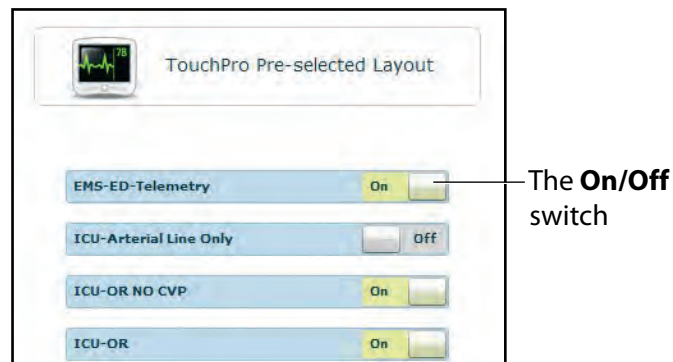 78
TouchPro Pre-selected Layout
EMS-ED-Telemetry On
The On/Off
switch
ICU-Arterial Line Only Off
ICU-OR NO CVP On
ICU-OR On